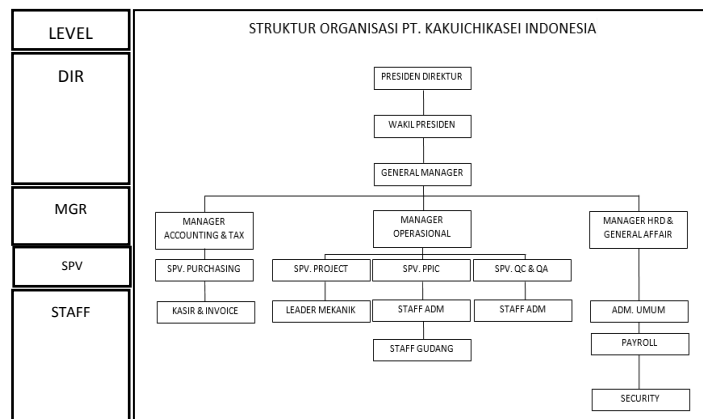 LEVEL
STRUKTUR ORGANISASI PT. KAKUICHIKASEI INDONESIA
DIR
PRESIDEN DIREKTUR
WAKIL PRESIDEN
GENERAL MANAGER
MGR
MANAGER
ACCOUNTING & TAX
MANAGER
OPERASIONAL
MANAGER HRD &
GENERAL AFFAIR
SPV
SPV. PURCHASING
SPV. PROJECT
SPV. PPIC
SPV. QC & QA
STAFF
KASIR & INVOICE
LEADER MEKANIK
STAFF ADM
STAFF ADM
ADM. UMUM
STAFF GUDANG
PAYROLL
SECURITY